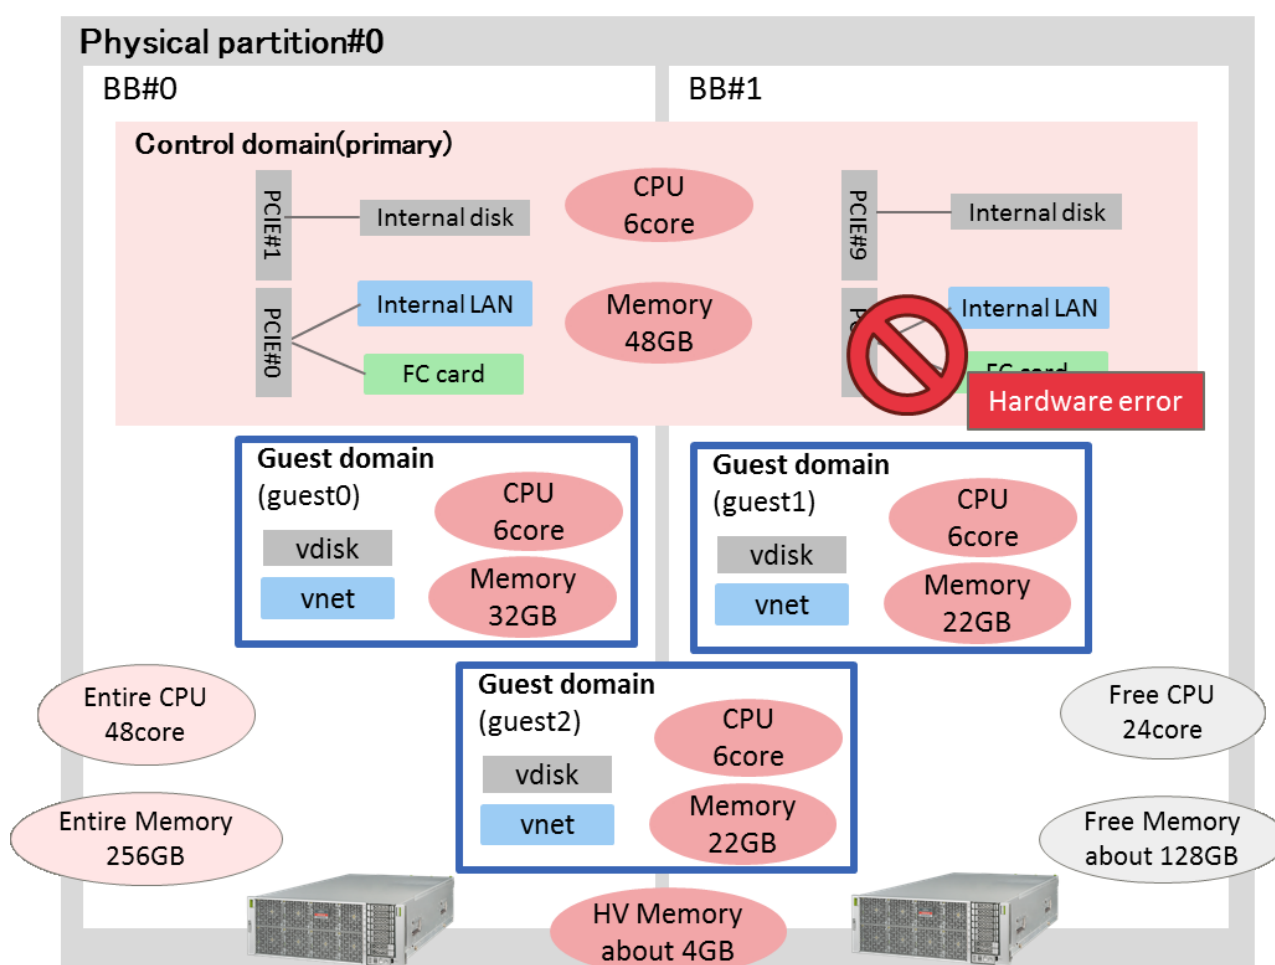 Physical partition#0
BB#0
BB#1
Control domain(primary)
PCIE#1
Internal disk
CPU
6core
PCIE#9
Internal disk
PCIE#0
Internal LAN
FC card
Memory
48GB
Internal LAN
FC card
Hardware error
Guest domain
(guest0)
CPU
6core
vdisk
vnet
Memory
32GB
Guest domain
(guest1)
CPU
6core
vdisk
vnet
Memory
22GB
Entire CPU
48core
Guest domain
(guest2)
CPU
6core
vdisk
vnet
Memory
22GB
Free CPU
24core
Entire Memory
256GB
Free Memory
about 128GB
HV Memory
about 4GB